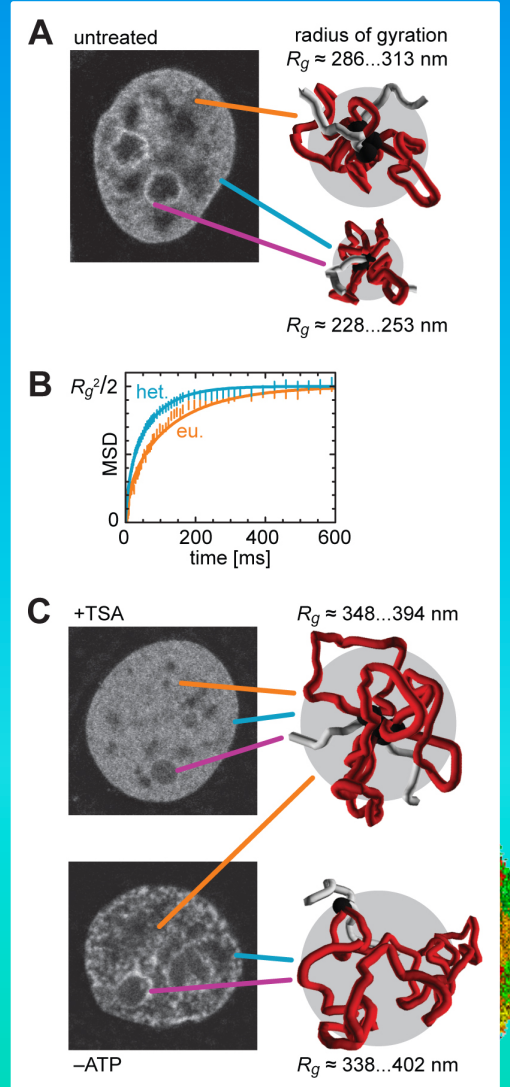 A
untreated
radius of gyration
Rg ≈ 286...313 nm
Rg ≈ 228...253 nm
B
Rg²/2
het.
eu.
MSD
0
0 200 400 600
time [ms]
C
+TSA
Rg ≈ 348...394 nm
–ATP
Rg ≈ 338...402 nm